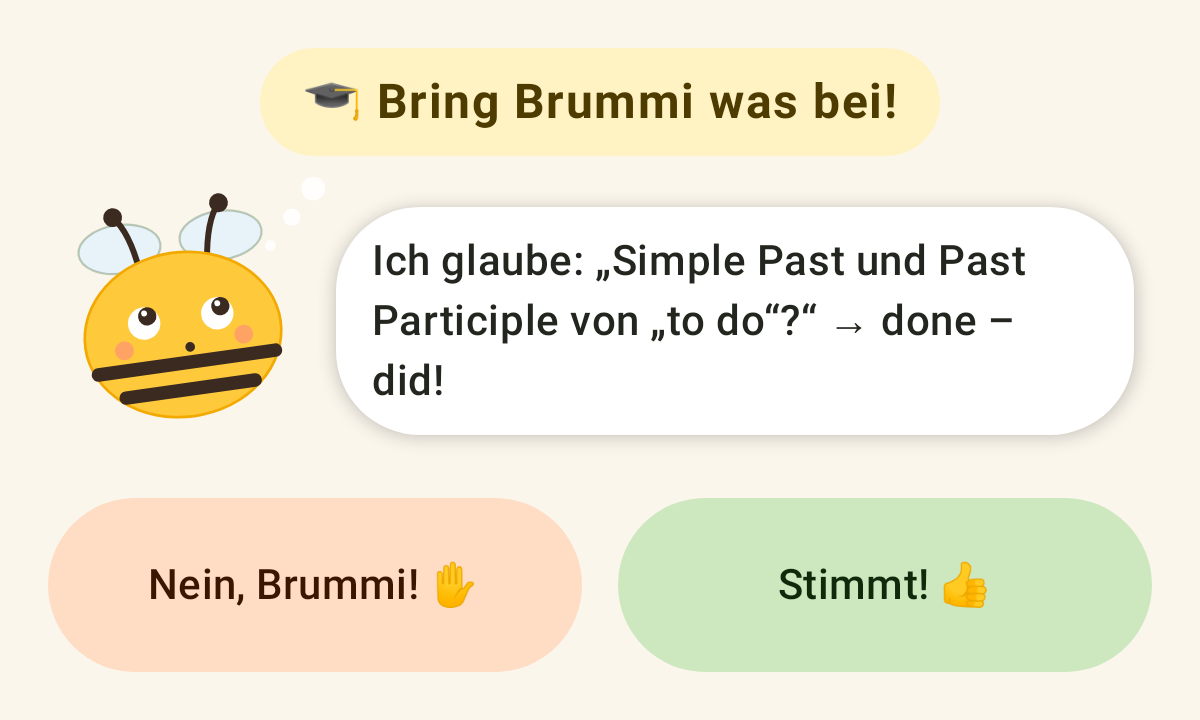 🎓 Bring Brummi was bei!
Ich glaube: „Simple Past und Past
Participle von „to do“?“ → done –
did!
Nein, Brummi! ✋
Stimmt! 👍